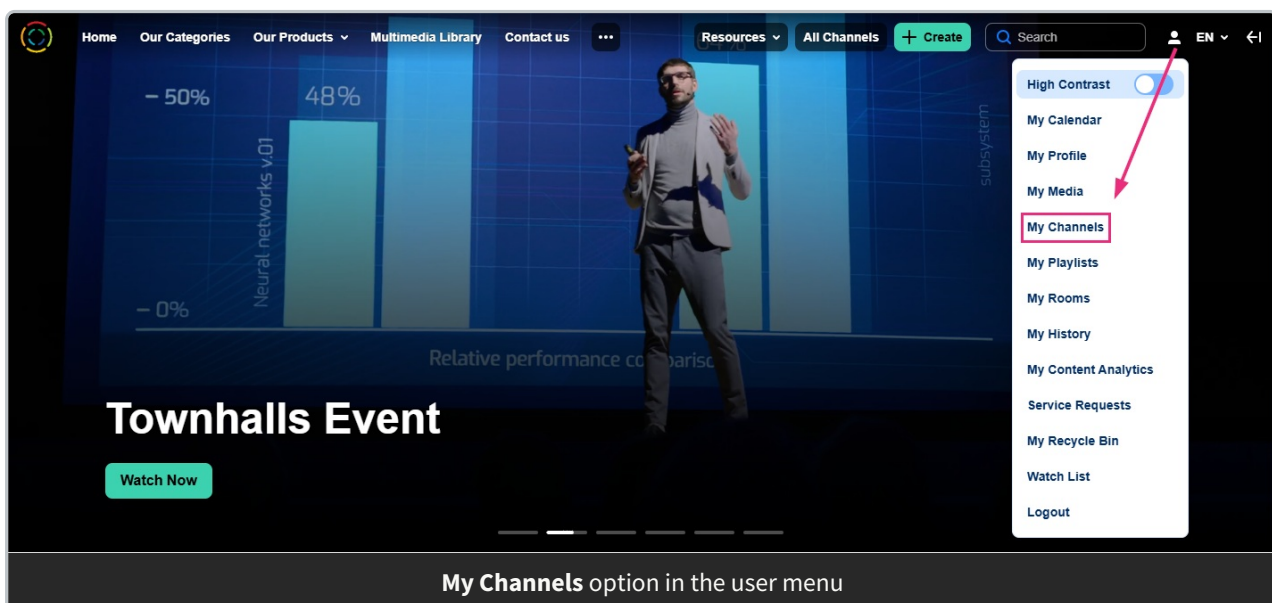 Home Our Categories Our Products Multimedia Library Contact us ••• Resources All Channels + Create Search EN
High Contrast
My Calendar
My Profile
My Media
My Channels
My Playlists
My Rooms
My History
My Content Analytics
Service Requests
My Recycle Bin
Watch List
Logout
– 50%
48%
Neural networks v.01
subsystem
– 0%
Relative performance
Townhalls Event
Watch Now
My Channels option in the user menu